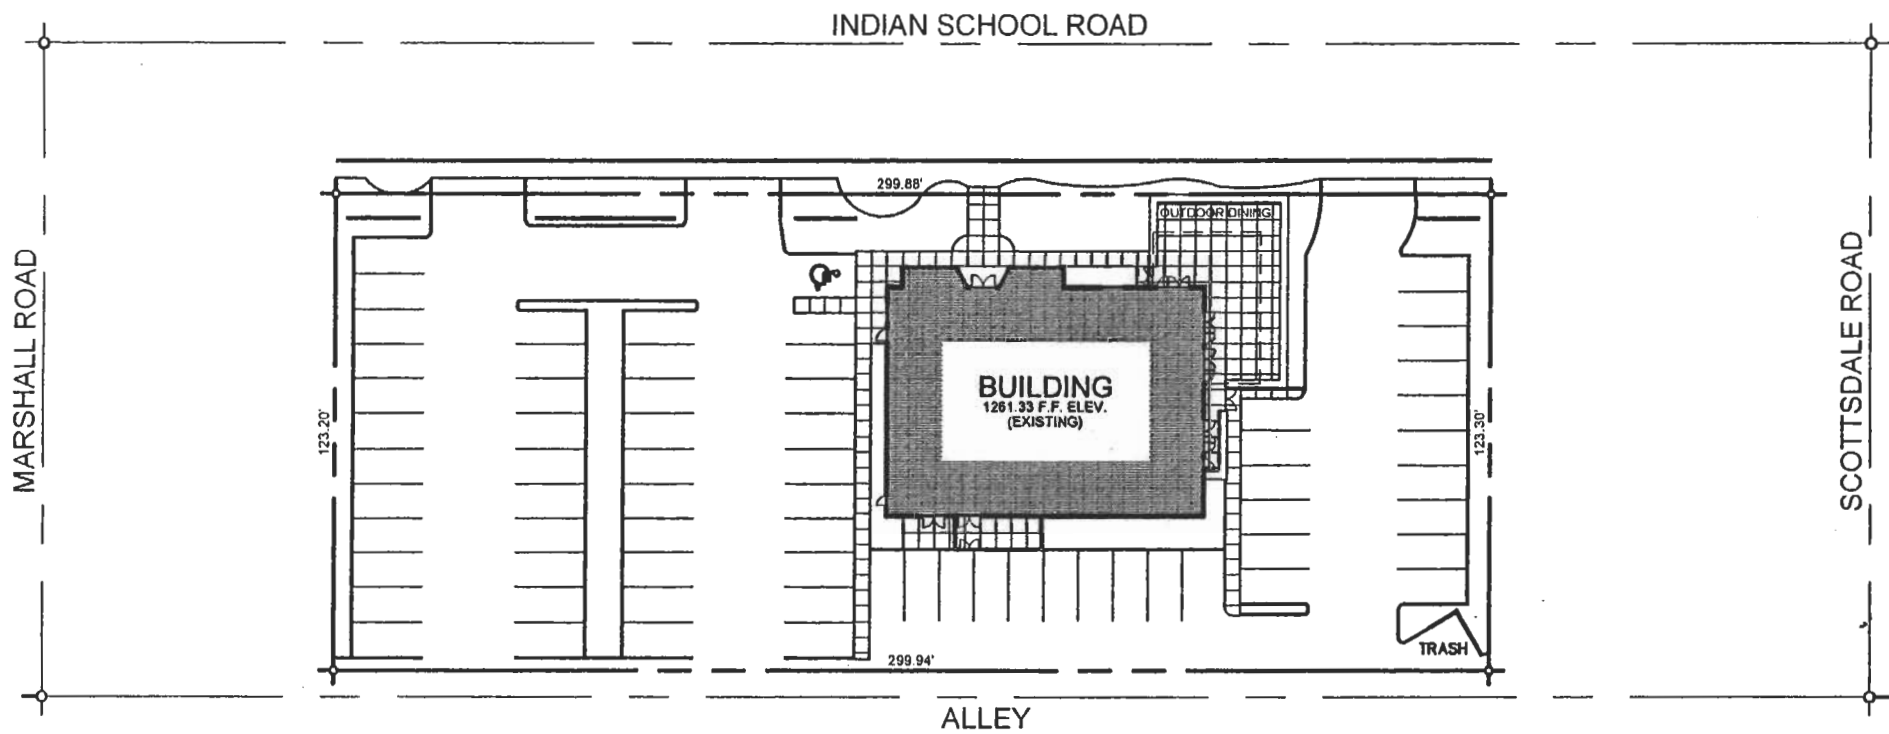 INDIAN SCHOOL ROAD
299.88'
OUTDOOR DINING
MARSHALL ROAD
SCOTTSDALE ROAD
BUILDING
1261.33 F.F. ELEV.
(EXISTING)
123.20'
123.30'
TRASH
299.94'
ALLEY